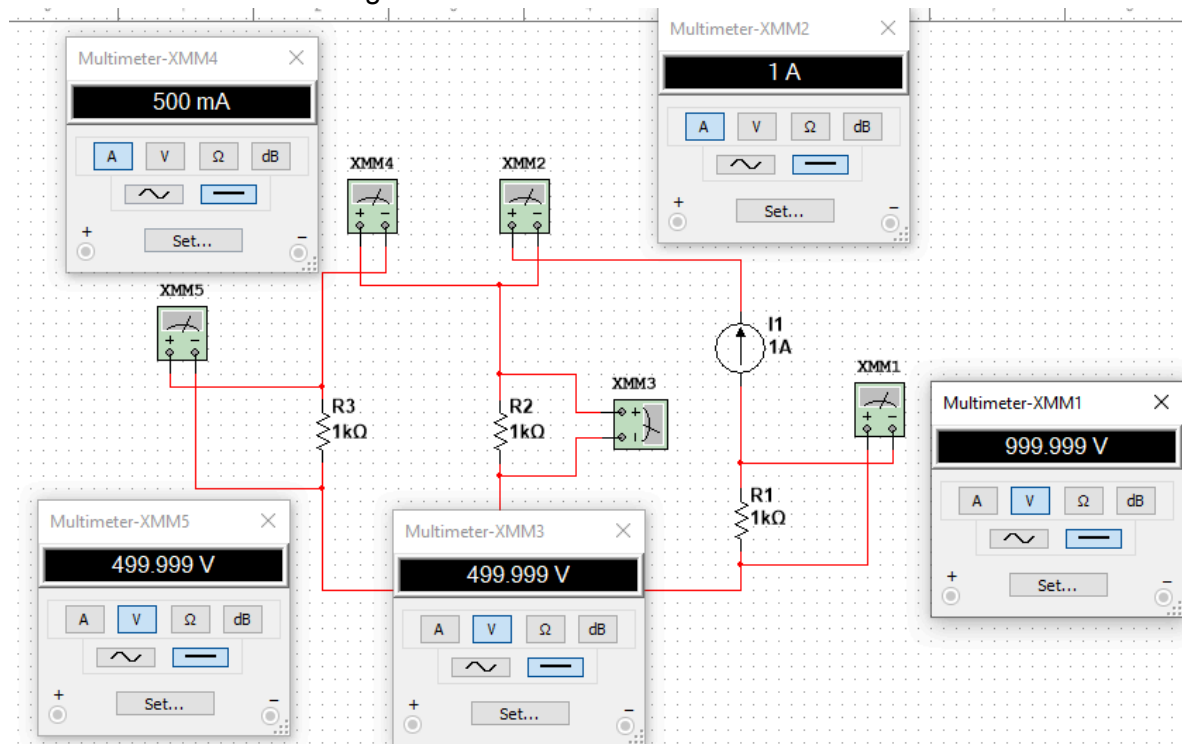 Multimeter-XMM4
500 mA
A V Ω dB
+ Set... −
Multimeter-XMM2
1 A
A V Ω dB
+ Set... −
XMM4
+ −
XMM2
+ −
XMM5
+ −
I1
1A
XMM1
+ −
XMM3
+
R3
1kΩ
R2
1kΩ
R1
1kΩ
Multimeter-XMM1
999.999 V
A V Ω dB
+ Set... −
Multimeter-XMM5
499.999 V
A V Ω dB
+ Set... −
Multimeter-XMM3
499.999 V
A V Ω dB
+ Set... −